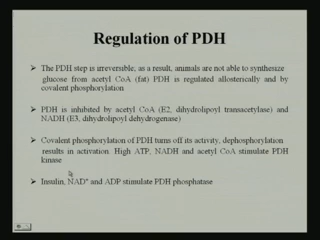 Regulation of PDH
The PDH step is irreversible, as a result, animals are not able to synthesize
glucose from acetyl CoA (fat) PDH is regulated allosterically and by
covalent phosphorylation
PDH is inhibited by acetyl CoA (E2, dihydrolipoyl transacetylase) and
NADH (E3, dihydrolipoyl dehydrogenase)
Covalent phosphorylation of PDH turns off its activity, dephosphorylation
results in activation. High ATP, NADH and acetyl CoA stimulate PDH
kinase
Insulin, NAD⁺ and ADP stimulate PDH phosphatase